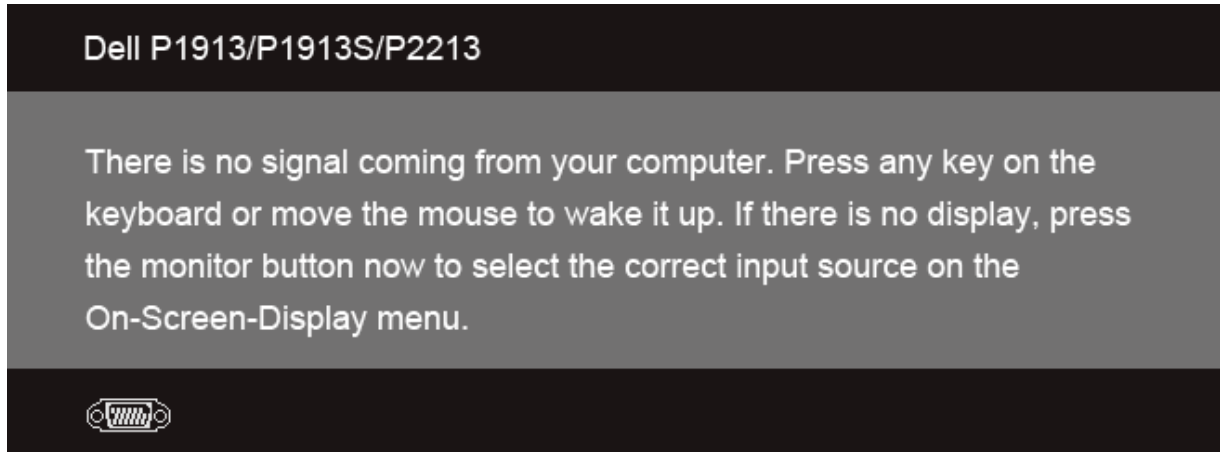 Dell P1913/P1913S/P2213
There is no signal coming from your computer. Press any key on the
keyboard or move the mouse to wake it up. If there is no display, press
the monitor button now to select the correct input source on the
On-Screen-Display menu.